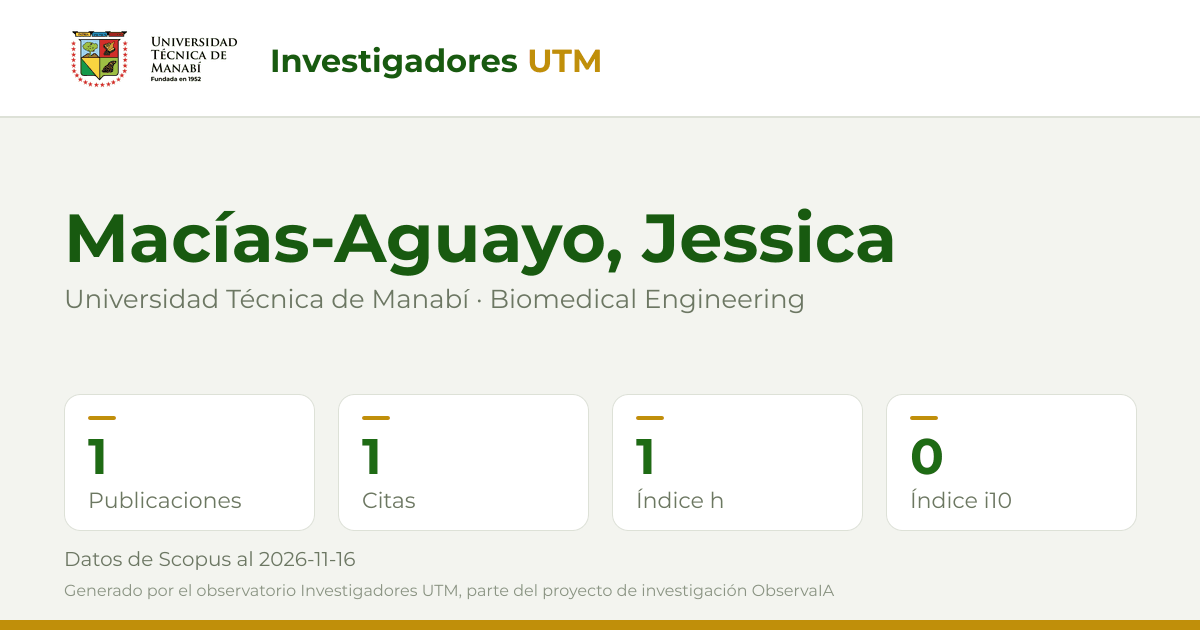 UNIVERSIDAD
TÉCNICA DE
MANABÍ
Fundada en 1952
Investigadores UTM
Macías-Aguayo, Jessica
Universidad Técnica de Manabí · Biomedical Engineering
1
Publicaciones
1
Citas
1
Índice h
0
Índice i10
Datos de Scopus al 2026-11-16
Generado por el observatorio Investigadores UTM, parte del proyecto de investigación ObservaIA